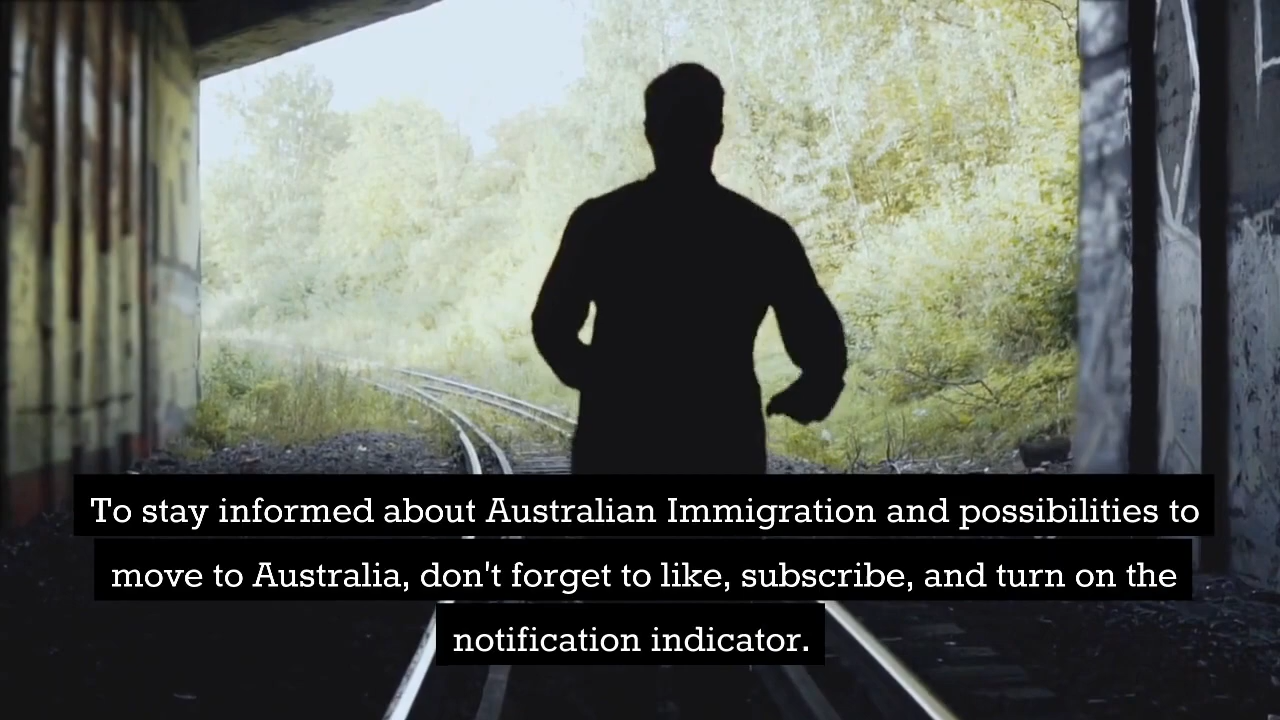 To stay informed about Australian Immigration and possibilities to
move to Australia, don't forget to like, subscribe, and turn on the
notification indicator.